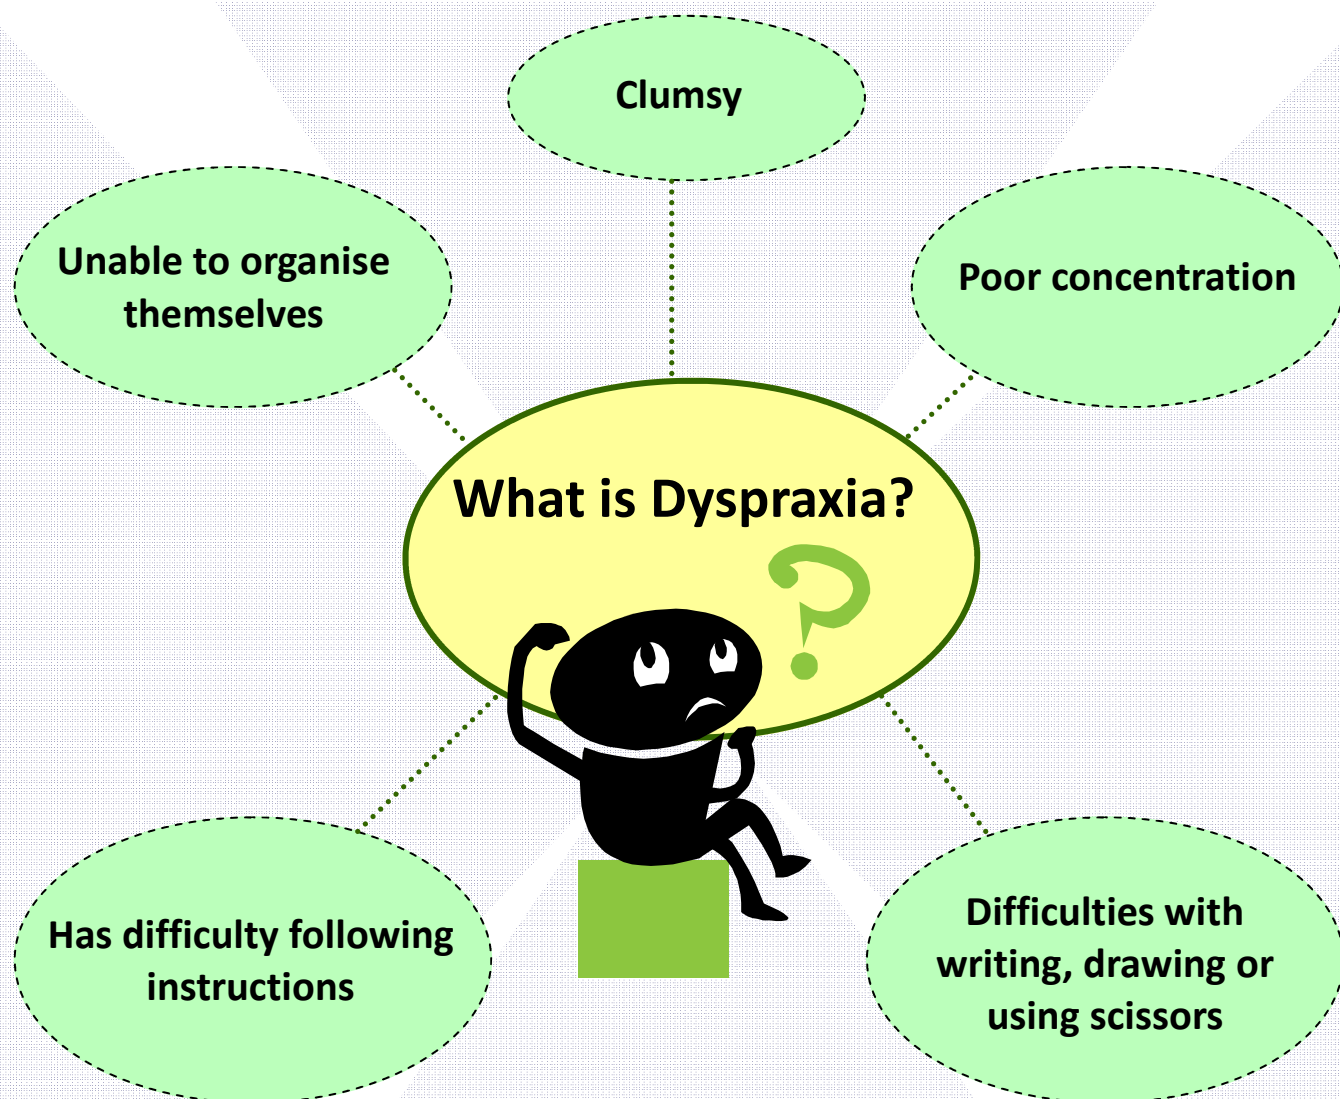 Clumsy
Unable to organise
themselves
Poor concentration
What is Dyspraxia?
?
Has difficulty following
instructions
Difficulties with
writing, drawing or
using scissors